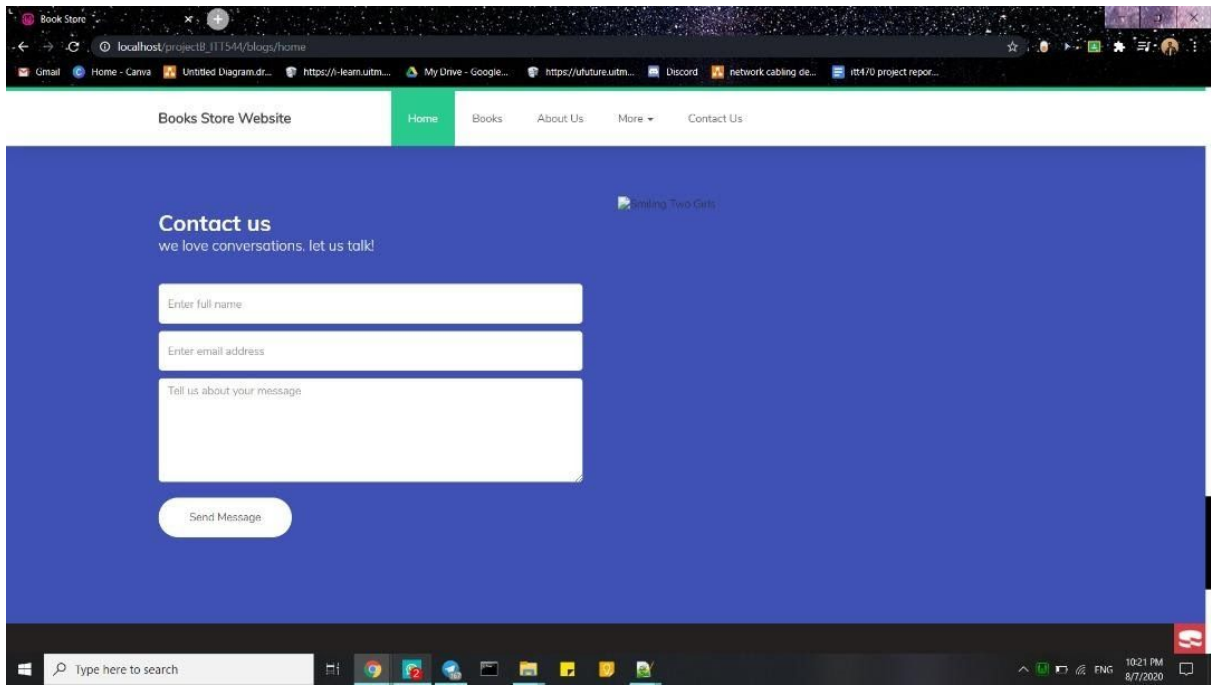 Book Store
localhost/projectB_ITT544/blogs/home
Gmail
Home - Canva
Untitled Diagram.dr...
https://i-learn.uitm....
My Drive - Google...
https://ufuture.uitm...
Discord
network cabling de...
itt470 project repor...
Books Store Website
Home
Books
About Us
More
Contact Us
Contact us
we love conversations. let us talk!
Smiling Two Girls
Enter full name
Enter email address
Tell us about your message
Send Message
Type here to search
ENG
10:21 PM
8/7/2020